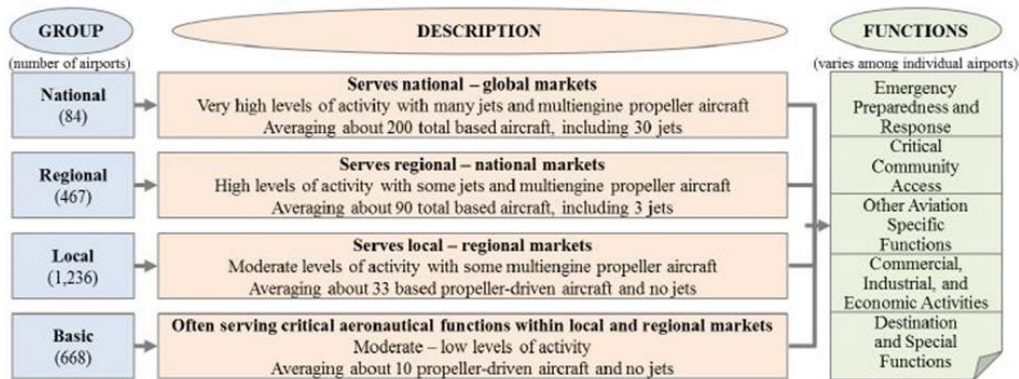 GROUP
(number of airports)
DESCRIPTION
FUNCTIONS
(varies among individual airports)
National
(84)
Serves national – global markets
Very high levels of activity with many jets and multiengine propeller aircraft
Averaging about 200 total based aircraft, including 30 jets
Regional
(467)
Serves regional – national markets
High levels of activity with some jets and multiengine propeller aircraft
Averaging about 90 total based aircraft, including 3 jets
Local
(1,236)
Serves local – regional markets
Moderate levels of activity with some multiengine propeller aircraft
Averaging about 33 based propeller-driven aircraft and no jets
Basic
(668)
Often serving critical aeronautical functions within local and regional markets
Moderate – low levels of activity
Averaging about 10 propeller-driven aircraft and no jets
Emergency
Preparedness and
Response
Critical
Community
Access
Other Aviation
Specific
Functions
Commercial,
Industrial, and
Economic Activities
Destination
and Special
Functions